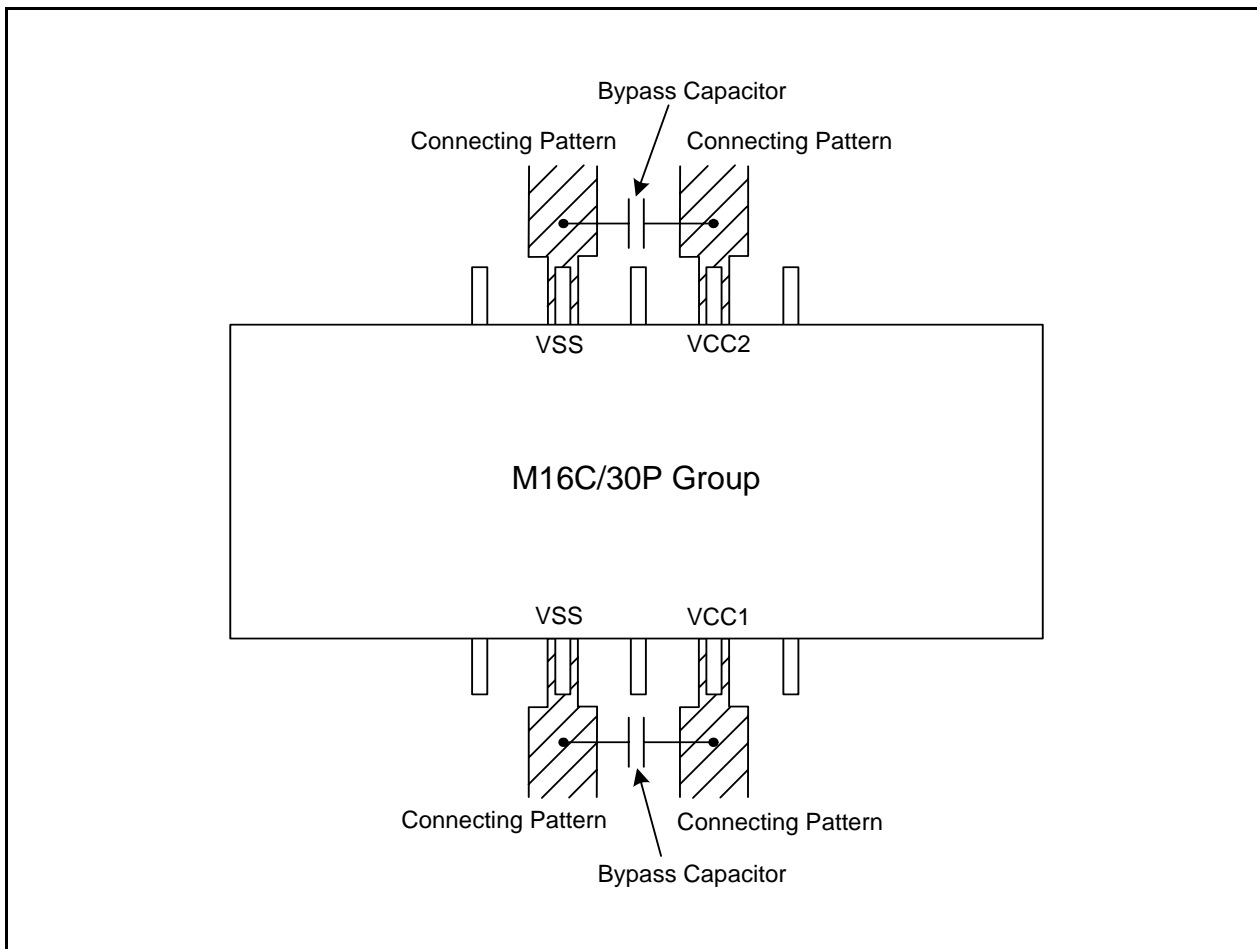 Bypass Capacitor
Connecting Pattern Connecting Pattern
VSS VCC2
M16C/30P Group
VSS VCC1
Connecting Pattern Connecting Pattern
Bypass Capacitor